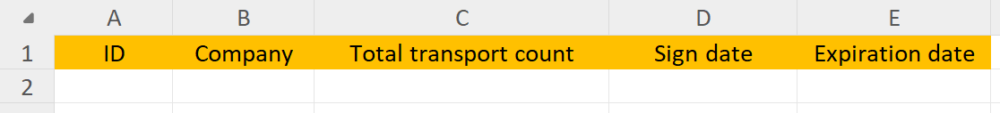 A B C D E
1 ID Company Total transport count Sign date Expiration date
2